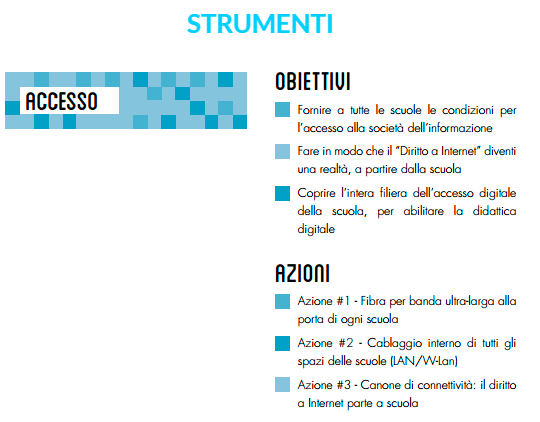 STRUMENTI
ACCESSO
OBIETTIVI
Fornire a tutte le scuole le condizioni per
l'accesso alla società dell'informazione
Fare in modo che il "Diritto a Internet" diventi
una realtà, a partire dalla scuola
Coprire l'intera filiera dell'accesso digitale
della scuola, per abilitare la didattica
digitale
AZIONI
Azione #1 - Fibra per banda ultra-larga alla
porta di ogni scuola
Azione #2 - Cablaggio interno di tutti gli
spazi delle scuole (LAN/W-Lan)
Azione #3 - Canone di connettività: il diritto
a Internet parte a scuola